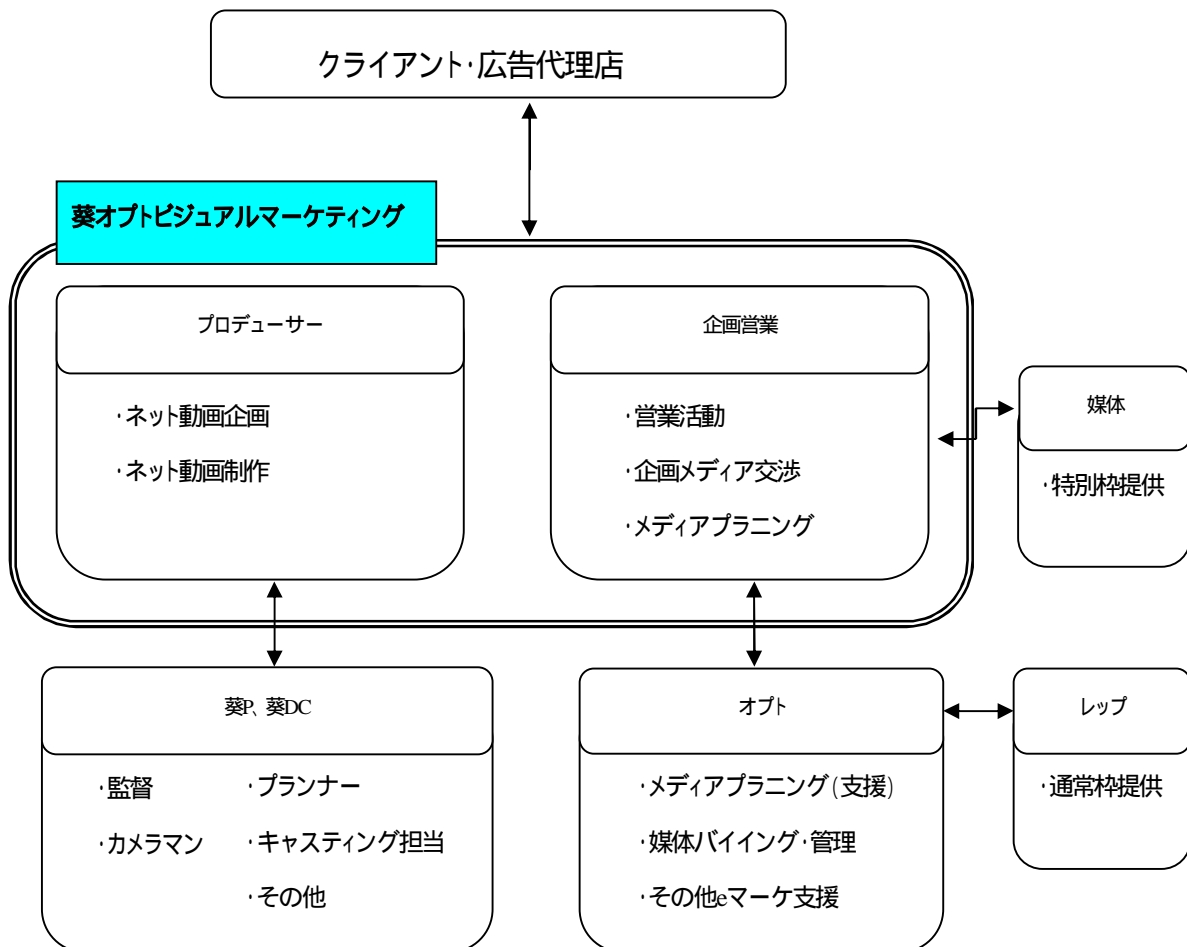 クライアント・広告代理店
葵オプトビジュアルマーケティング
プロデューサー
・ネット動画企画
・ネット動画制作
企画営業
・営業活動
・企画メディア交渉
・メディアプラニング
媒体
・特別枠提供
葵P、葵DC
・監督
・プランナー
・カメラマン
・キャスティング担当
・その他
オプト
・メディアプラニング(支援)
・媒体バイイング・管理
・その他eマーケ支援
レップ
・通常枠提供